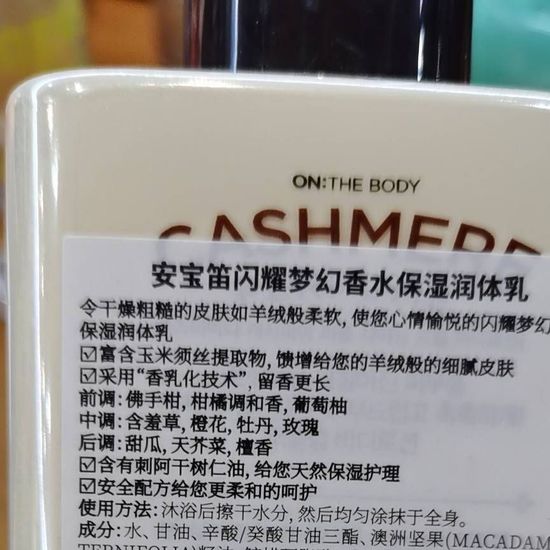 ON:THE BODY
CASHMERE
安宝笛闪耀梦幻香水保湿润体乳
令干燥粗糙的皮肤如羊绒般柔软, 使您心情愉悦的闪耀梦幻
保湿润体乳
☑富含玉米须丝提取物, 馈增给您的羊绒般的细腻皮肤
☑采用“香乳化技术”, 留香更长
前调: 佛手柑, 柑橘调和香, 葡萄柚
中调: 含羞草, 橙花, 牡丹, 玫瑰
后调: 甜瓜, 天芥菜, 檀香
☑含有刺阿干树仁油, 给您天然保湿护理
☑安全配方给您更柔和的呵护
使用方法: 沐浴后擦干水分, 然后均匀涂抹于全身。
成分: 水、甘油、辛酸/癸酸甘油三酯、澳洲坚果(MACADAM